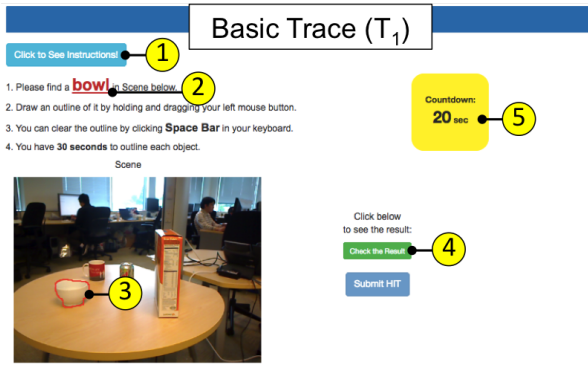 Basic Trace (T1)
Click to See Instructions!
1
1. Please find a bowl in Scene below.
2
2. Draw an outline of it by holding and dragging your left mouse button.
3. You can clear the outline by clicking Space Bar in your keyboard.
4. You have 30 seconds to outline each object.
Countdown:
20 sec
5
Scene
3
Click below
to see the result:
Check the Result
4
Submit HIT